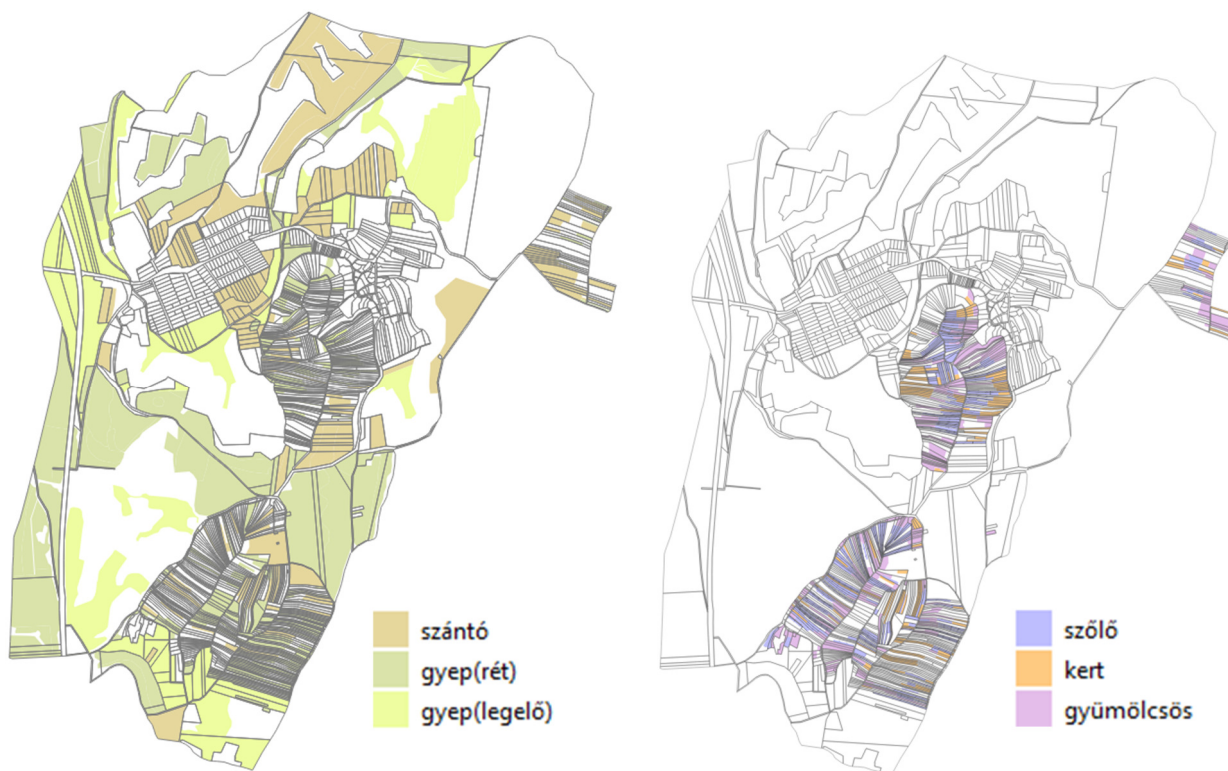 szántó
gyep(rét)
gyep(legelő)
szőlő
kert
gyümölcsös